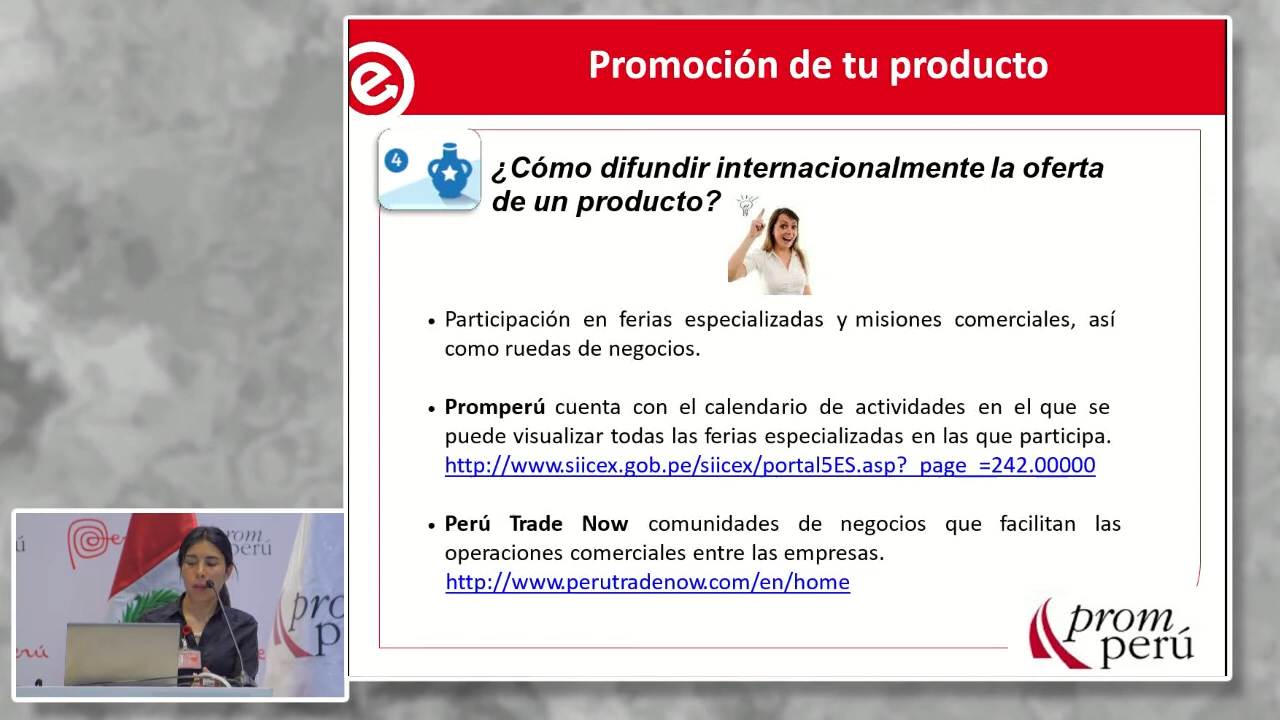 Promoción de tu producto
4
¿Cómo difundir internacionalmente la oferta
de un producto?
• Participación en ferias especializadas y misiones comerciales, así
como ruedas de negocios.
• Promperú cuenta con el calendario de actividades en el que se
puede visualizar todas las ferias especializadas en las que participa.
http://www.siicex.gob.pe/siicex/portal5ES.asp?_page_=242.00000
• Perú Trade Now comunidades de negocios que facilitan las
operaciones comerciales entre las empresas.
http://www.perutradenow.com/en/home
prom
perú
perú